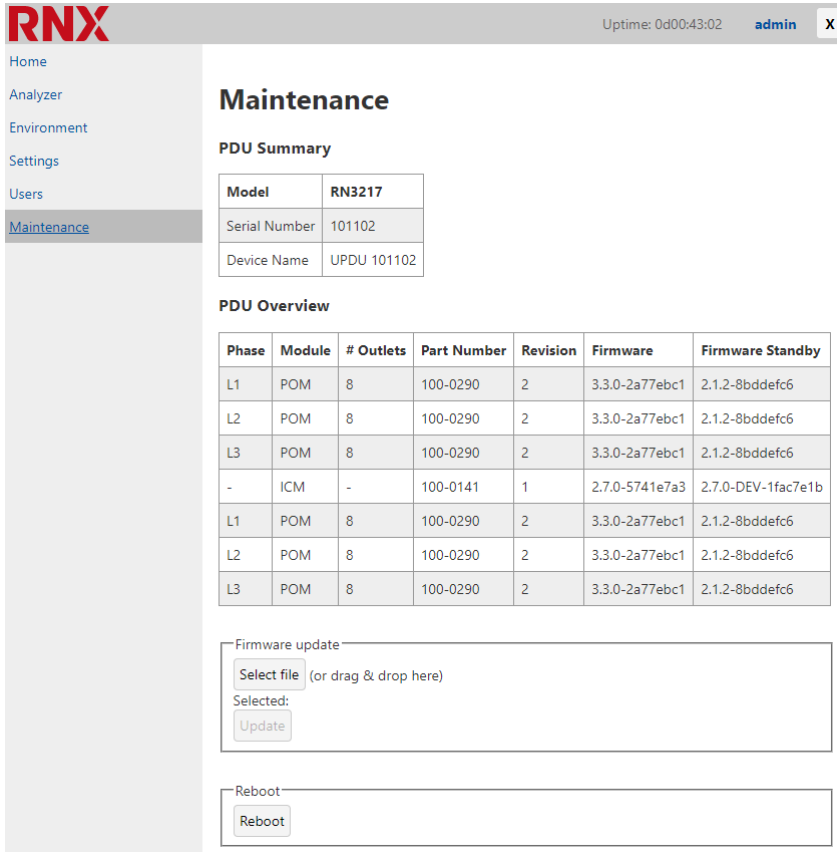 RNX
Uptime: 0d00:43:02 admin X
Home
Analyzer
Environment
Settings
Users
Maintenance
Maintenance
PDU Summary
Model RN3217
Serial Number 101102
Device Name UPDU 101102
PDU Overview
Phase Module # Outlets Part Number Revision Firmware Firmware Standby
L1 POM 8 100-0290 2 3.3.0-2a77ebc1 2.1.2-8bddefc6
L2 POM 8 100-0290 2 3.3.0-2a77ebc1 2.1.2-8bddefc6
L3 POM 8 100-0290 2 3.3.0-2a77ebc1 2.1.2-8bddefc6
- ICM - 100-0141 1 2.7.0-5741e7a3 2.7.0-DEV-1fac7e1b
L1 POM 8 100-0290 2 3.3.0-2a77ebc1 2.1.2-8bddefc6
L2 POM 8 100-0290 2 3.3.0-2a77ebc1 2.1.2-8bddefc6
L3 POM 8 100-0290 2 3.3.0-2a77ebc1 2.1.2-8bddefc6
Firmware update
Select file (or drag & drop here)
Selected:
Update
Reboot
Reboot